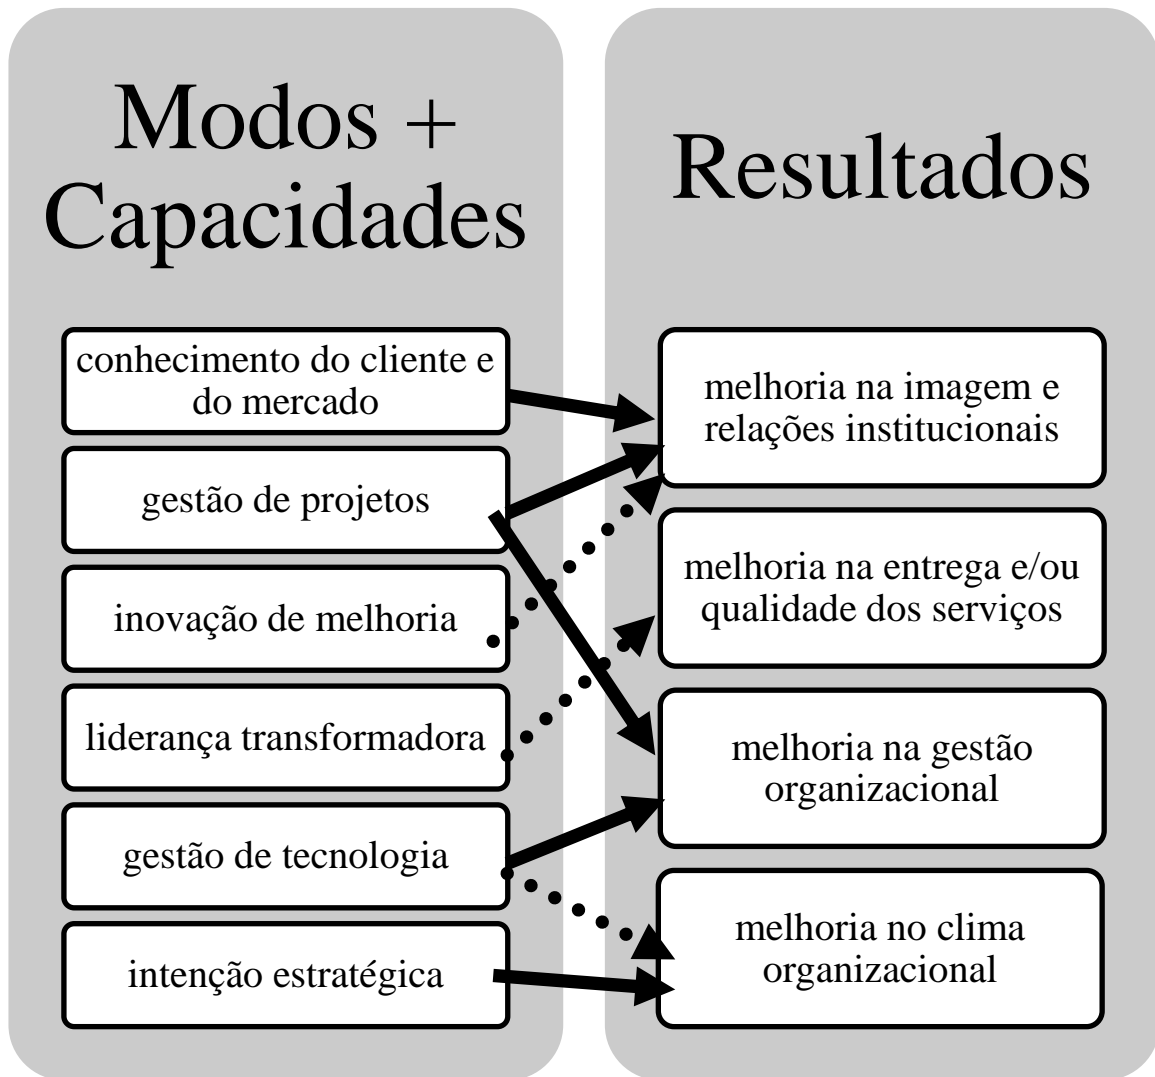 Modos +
Capacidades
conhecimento do cliente e
do mercado
gestão de projetos
inovação de melhoria
liderança transformadora
gestão de tecnologia
intenção estratégica
Resultados
melhoria na imagem e
relações institucionais
melhoria na entrega e/ou
qualidade dos serviços
melhoria na gestão
organizacional
melhoria no clima
organizacional